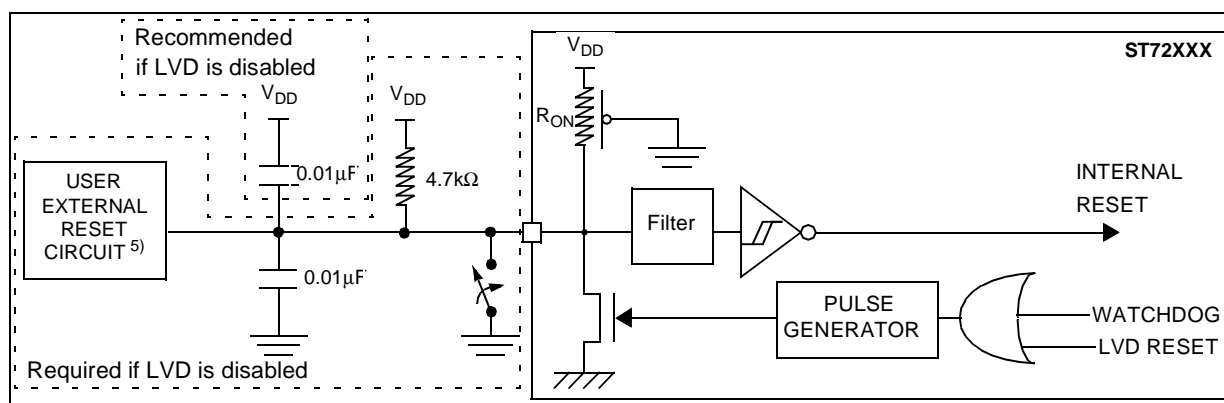 Recommended
if LVD is disabled
VDD
VDD
0.01μF
4.7kΩ
USER
EXTERNAL
RESET
CIRCUIT 5)
0.01μF
Required if LVD is disabled
ST72XXX
VDD
RON
Filter
INTERNAL
RESET
PULSE
GENERATOR
WATCHDOG
LVD RESET